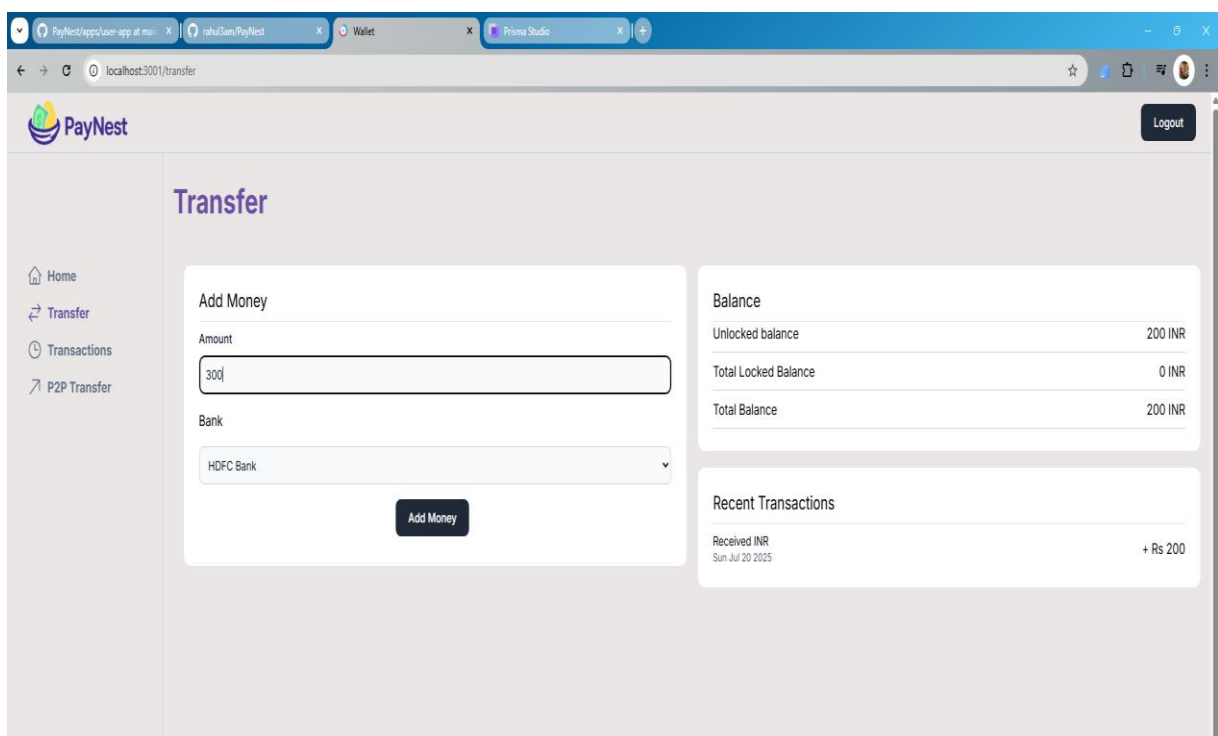 PayNest/apps/user-app at mai
rahul3am/PayNest
Wallet
Prisma Studio
localhost:3001/transfer
PayNest
Logout
Transfer
Home
Transfer
Transactions
P2P Transfer
Add Money
Amount
300
Bank
HDFC Bank
Add Money
Balance
Unlocked balance 200 INR
Total Locked Balance 0 INR
Total Balance 200 INR
Recent Transactions
Received INR + Rs 200
Sun Jul 20 2025